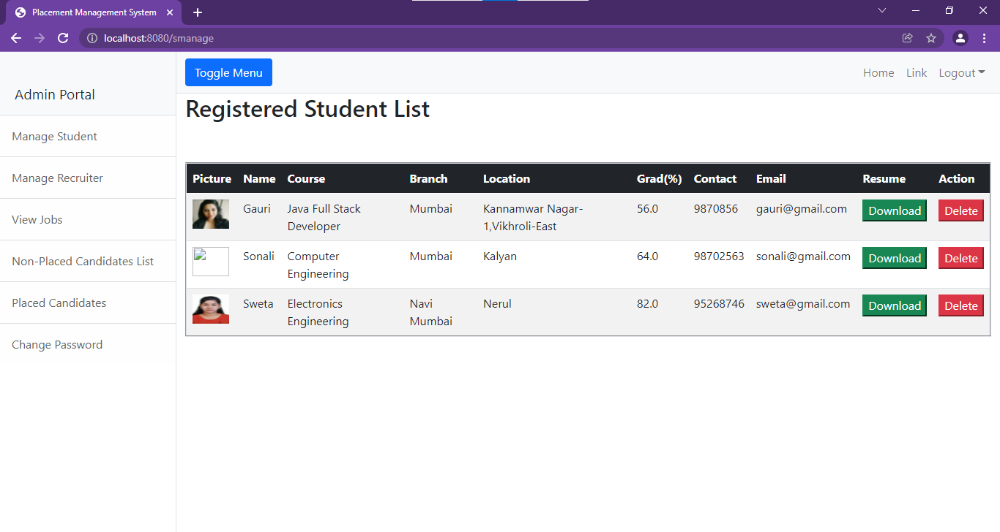 Placement Management System
localhost:8080/smanage
Toggle Menu
Home Link Logout
Admin Portal
Manage Student
Manage Recruiter
View Jobs
Non-Placed Candidates List
Placed Candidates
Change Password
Registered Student List
Picture Name Course Branch Location Grad(%) Contact Email Resume Action
Gauri Java Full Stack Mumbai Kannamwar Nagar- 56.0 9870856 gauri@gmail.com Download Delete
Developer 1,Vikhroli-East
Sonali Computer Mumbai Kalyan 64.0 98702563 sonali@gmail.com Download Delete
Engineering
Sweta Electronics Navi Nerul 82.0 95268746 sweta@gmail.com Download Delete
Engineering Mumbai